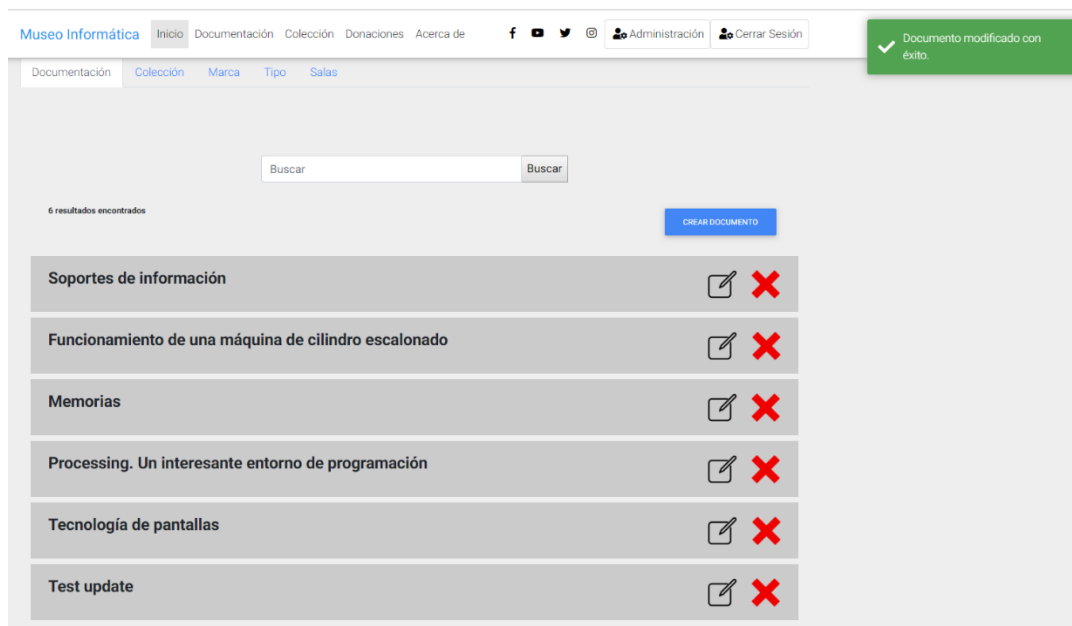 Museo Informática Inicio Documentación Colección Donaciones Acerca de Administración Cerrar Sesión
Documento modificado con
éxito.
Documentación Colección Marca Tipo Salas
Buscar Buscar
6 resultados encontrados
CREAR DOCUMENTO
Soportes de información
Funcionamiento de una máquina de cilindro escalonado
Memorias
Processing. Un interesante entorno de programación
Tecnología de pantallas
Test update